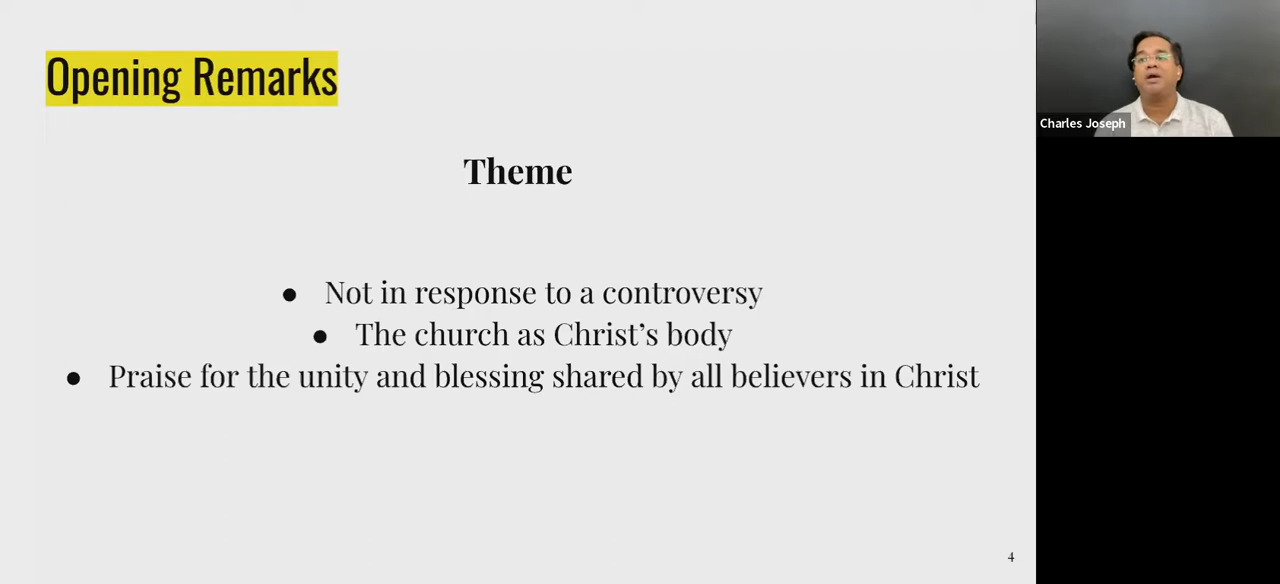 Opening Remarks
Theme
● Not in response to a controversy
● The church as Christ’s body
● Praise for the unity and blessing shared by all believers in Christ
4
Charles Joseph